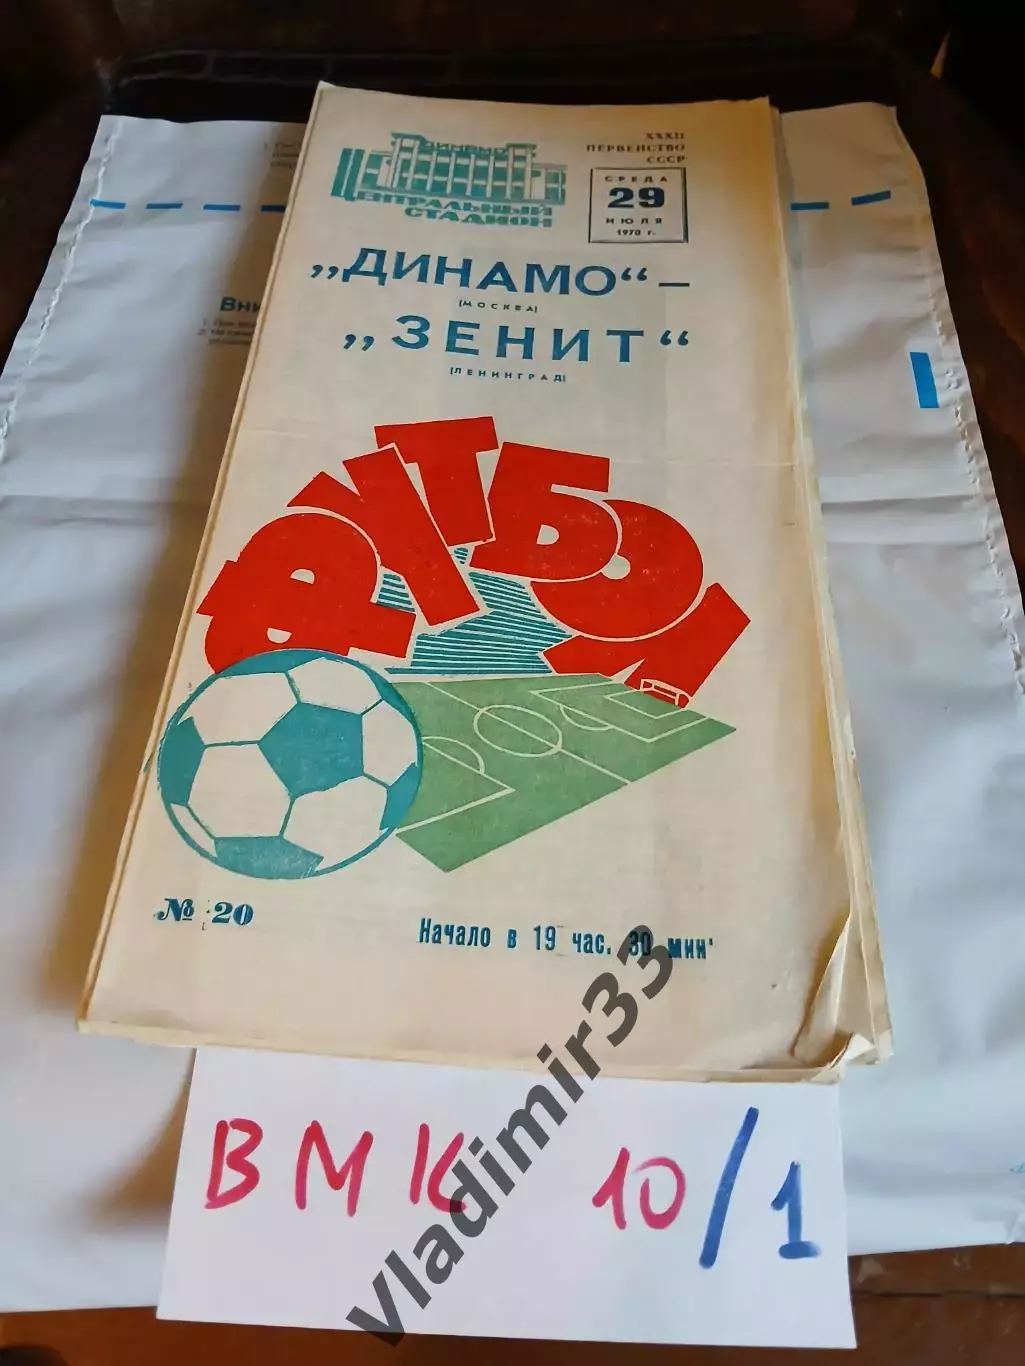 XXXII
ПЕРВЕНСТВО
СССР
СРЕДА
29
ИЮЛЯ
1970 г.
ДИНАМО
ЦЕНТРАЛЬНЫЙ
СТАДИОН
„ДИНАМО“ –
(МОСКВА)
„ЗЕНИТ“
(ЛЕНИНГРАД)
ФУТБОЛ
№ 20
Начало в 19 час. 30 мин
ВМК 10/1
Vladimir33